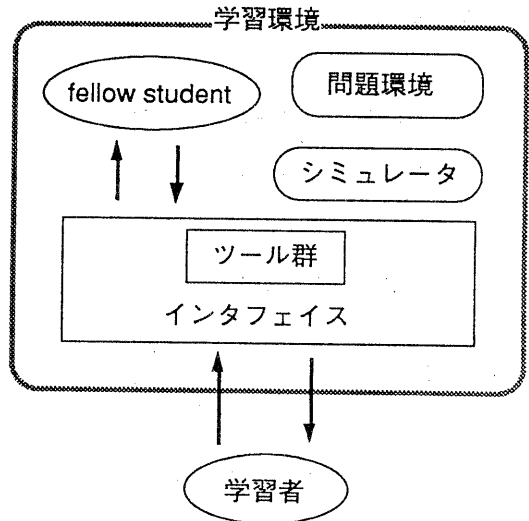 学習環境
fellow student
問題環境
シミュレータ
ツール群
インタフェイス
学習者